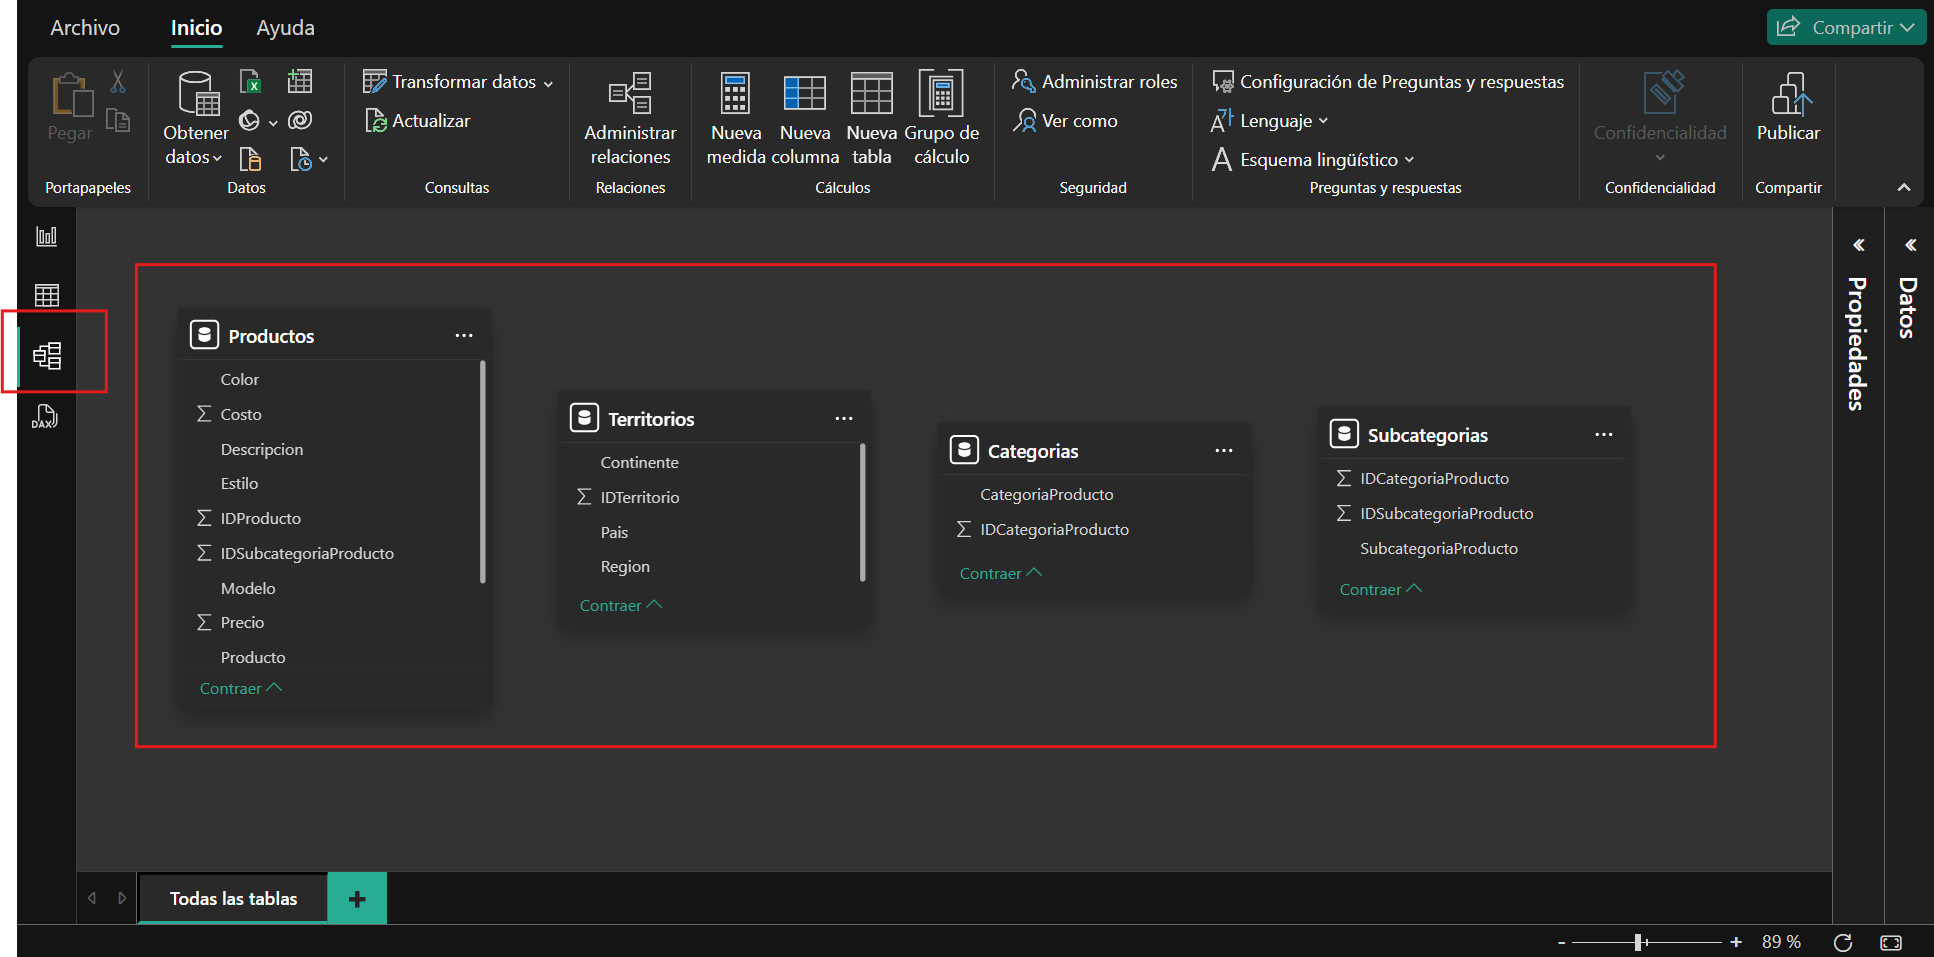 Archivo
Inicio
Ayuda
Compartir
Pegar
Portapapeles
Obtener
datos
Datos
Transformar datos
Actualizar
Consultas
Administrar
relaciones
Relaciones
Nueva
medida
Nueva
columna
Nueva
tabla
Grupo de
cálculo
Cálculos
Administrar roles
Ver como
Seguridad
Configuración de Preguntas y respuestas
Lenguaje
Esquema lingüístico
Preguntas y respuestas
Confidencialidad
Confidencialidad
Publicar
Compartir
DAX
Productos
Color
Costo
Descripcion
Estilo
IDProducto
IDSubcategoriaProducto
Modelo
Precio
Producto
Contraer
Territorios
Continente
IDTerritorio
Pais
Region
Contraer
Categorias
CategoriaProducto
IDCategoriaProducto
Contraer
Subcategorias
IDCategoriaProducto
IDSubcategoriaProducto
SubcategoriaProducto
Contraer
Propiedades
Datos
Todas las tablas
89 %